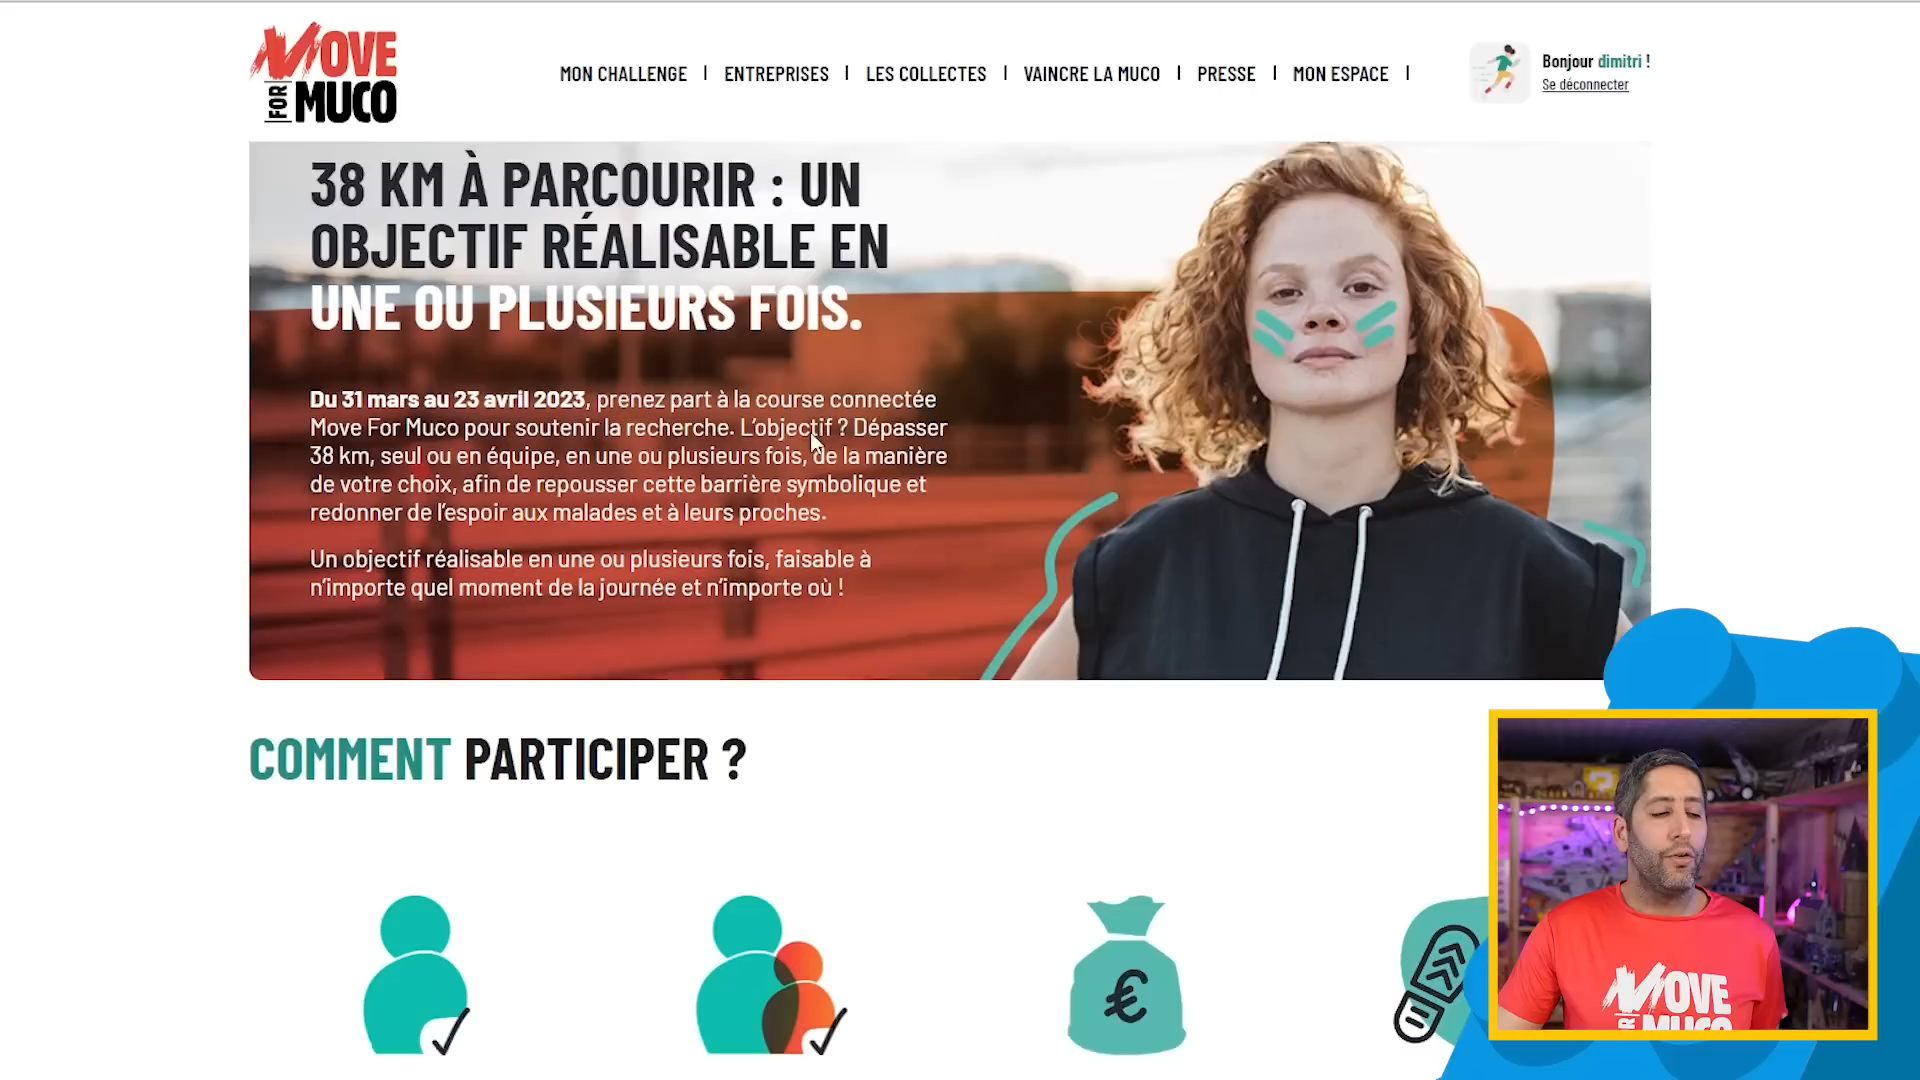 MOVE
FOR MUCO
MON CHALLENGE | ENTREPRISES | LES COLLECTES | VAINCRE LA MUCO | PRESSE | MON ESPACE |
Bonjour dimitri !
Se déconnecter
38 KM À PARCOURIR : UN
OBJECTIF RÉALISABLE EN
UNE OU PLUSIEURS FOIS.
Du 31 mars au 23 avril 2023, prenez part à la course connectée
Move For Muco pour soutenir la recherche. L'objectif ? Dépasser
38 km, seul ou en équipe, en une ou plusieurs fois, de la manière
de votre choix, afin de repousser cette barrière symbolique et
redonner de l'espoir aux malades et à leurs proches.
Un objectif réalisable en une ou plusieurs fois, faisable à
n'importe quel moment de la journée et n'importe où !
COMMENT PARTICIPER ?
€
MOVE
MUCO